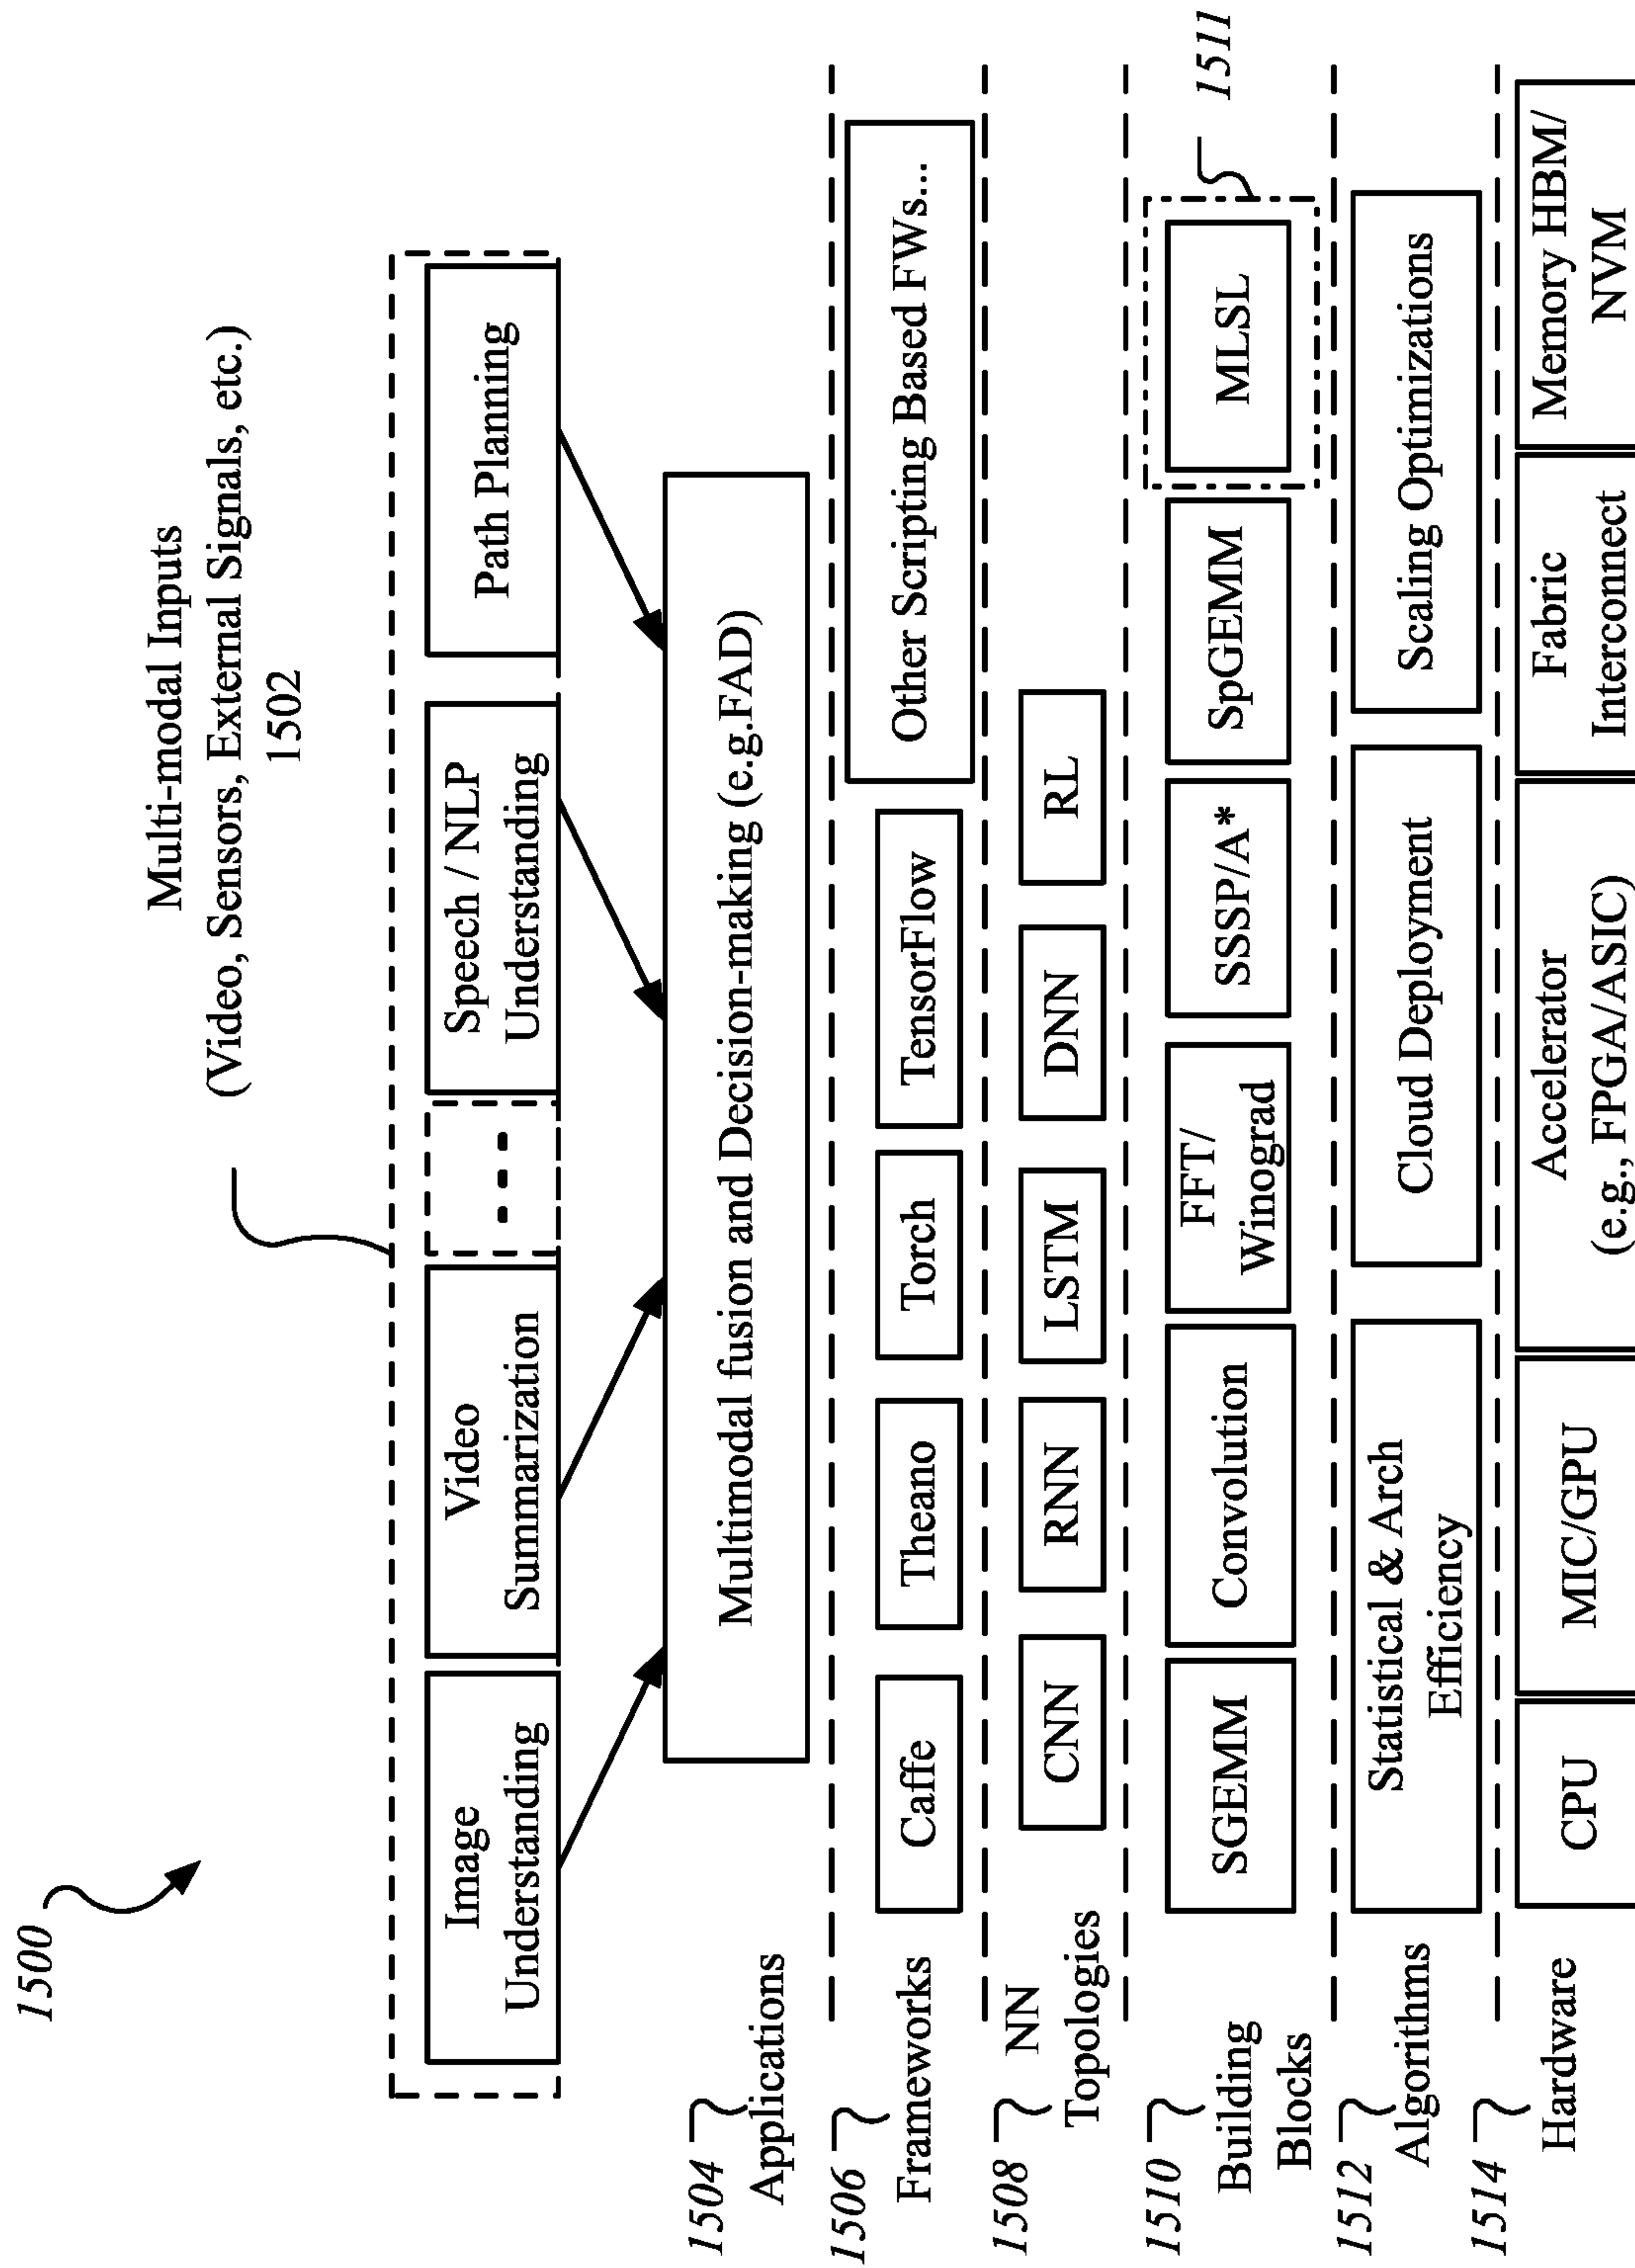 1500
Multi-modal Inputs
(Video, Sensors, External Signals, etc.)
1502
Image
Understanding
Video
Summarization
...
Speech / NLP
Understanding
Path Planning
1504
Applications
Multimodal fusion and Decision-making (e.g.FAD)
1506
Frameworks
Caffe
Theano
Torch
TensorFlow
Other Scripting Based FWs...
1508
NN
Topologies
CNN
RNN
LSTM
DNN
RL
1510
Building
Blocks
SGEMM
Convolution
FFT/
Winograd
SSSP/A*
SpGEMM
MLSL
1511
1512
Algorithms
Statistical & Arch
Efficiency
Cloud Deployment
Scaling Optimizations
1514
Hardware
CPU
MIC/GPU
Accelerator
(e.g., FPGA/ASIC)
Fabric
Interconnect
Memory HBM/
NVM